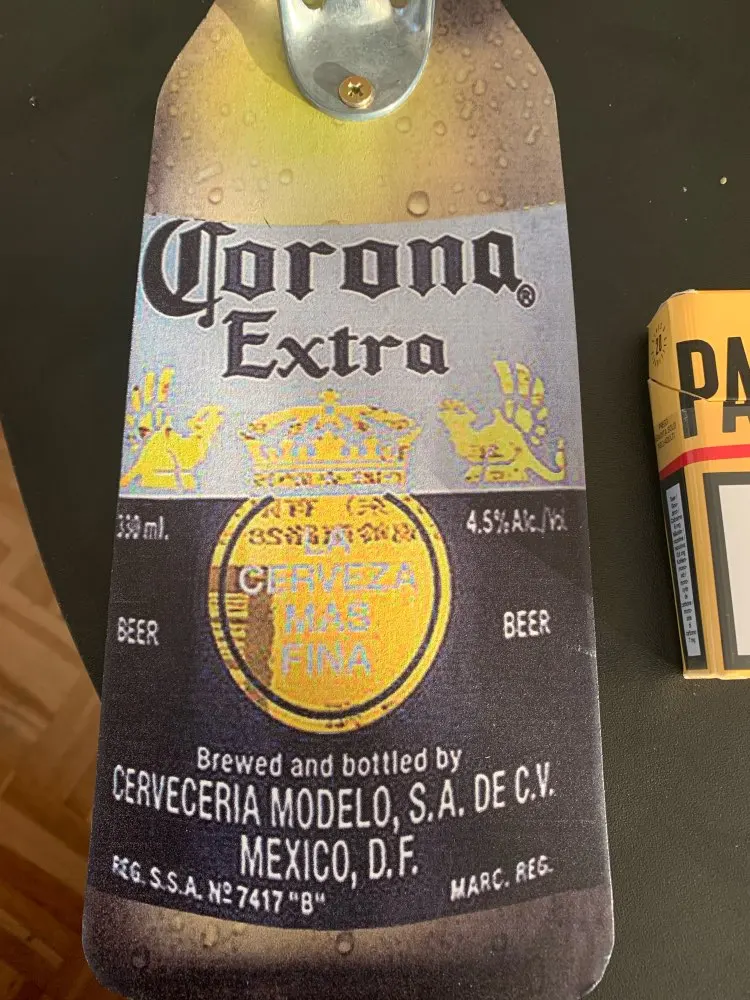 Corona®
Extra
330 ml.
4.5% Alc./Vol.
LA
CERVEZA
MAS
FINA
BEER
BEER
Brewed and bottled by
CERVECERIA MODELO, S.A. DE C.V.
MEXICO, D.F.
REG. S.S.A. Nº 7417 "B"
MARC. REG.
20